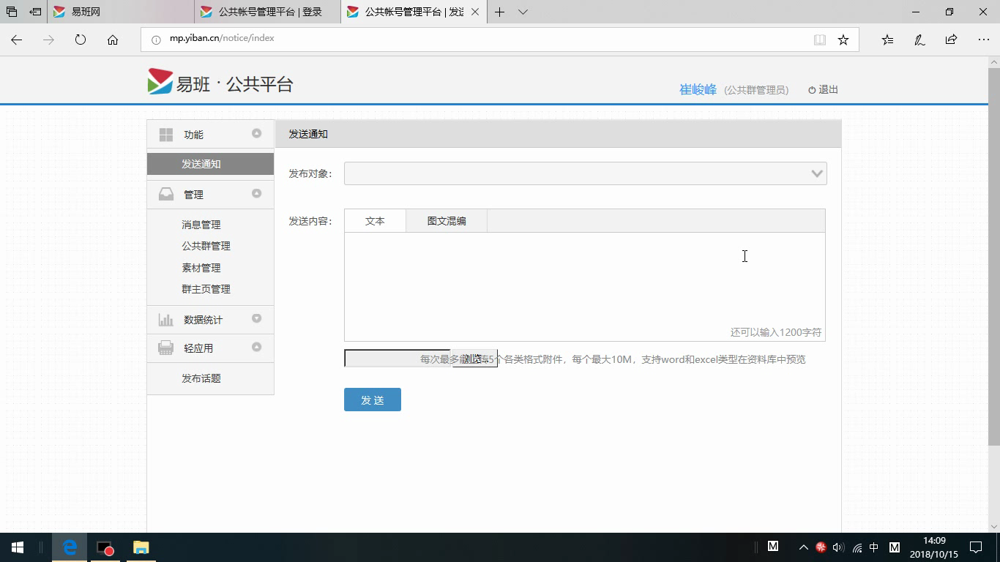 易班网
公共帐号管理平台 | 登录
公共帐号管理平台 | 发送
mp.yiban.cn/notice/index
易班 · 公共平台
崔峻峰 (公共群管理员) 退出
功能
发送通知
管理
消息管理
公共群管理
素材管理
群主页管理
数据统计
轻应用
发布话题
发送通知
发布对象:
发送内容:
文本
图文混编
还可以输入1200字符
浏览...
每次最多能 5个各类格式附件，每个最大10M，支持word和excel类型在资料库中预览
发 送
M
中
M
14:09
2018/10/15